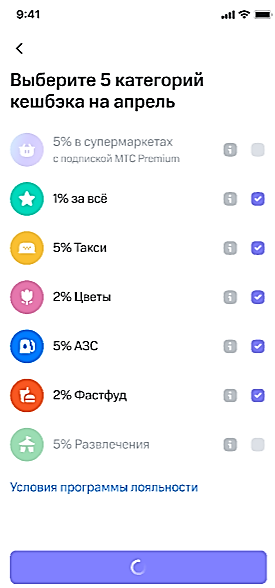 9:41
Выберите 5 категорий
кешбэка на апрель
5% в супермаркетах
с подпиской МТС Premium
1% за всё
5% Такси
2% Цветы
5% АЗС
2% Фастфуд
5% Развлечения
Условия программы лояльности